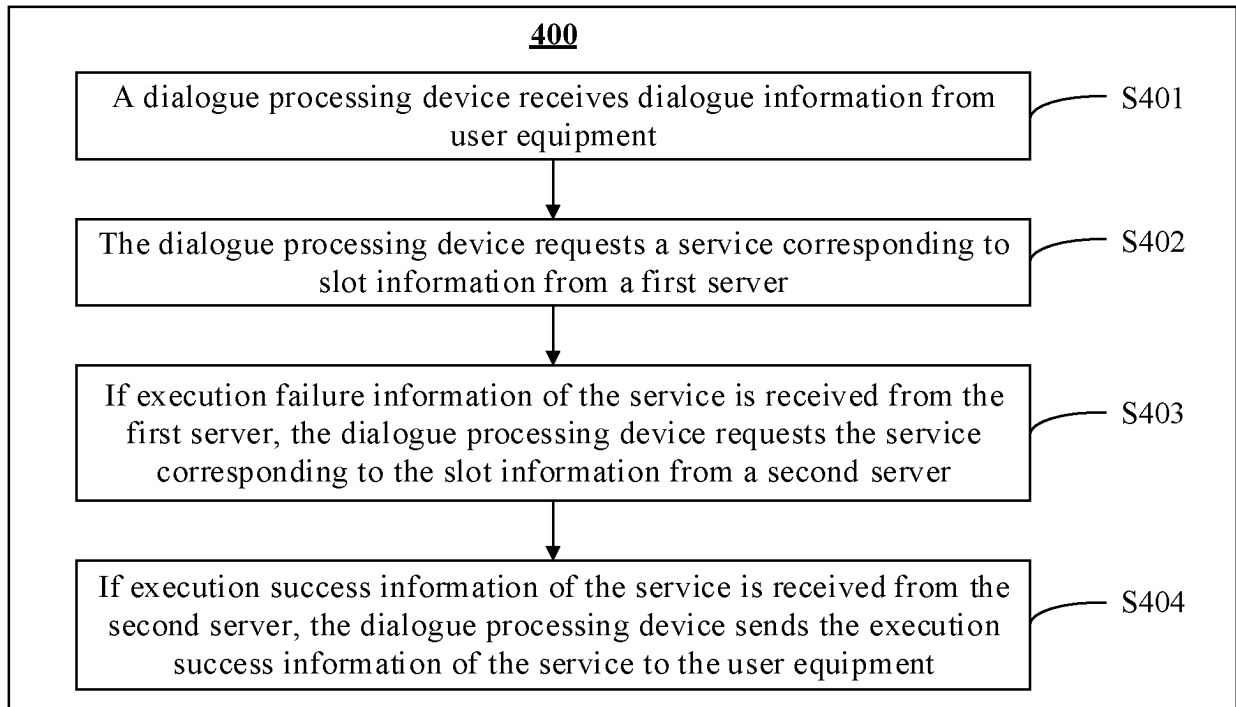 400
A dialogue processing device receives dialogue information from
user equipment
S401
The dialogue processing device requests a service corresponding to
slot information from a first server
S402
If execution failure information of the service is received from the
first server, the dialogue processing device requests the service
corresponding to the slot information from a second server
S403
If execution success information of the service is received from the
second server, the dialogue processing device sends the execution
success information of the service to the user equipment
S404